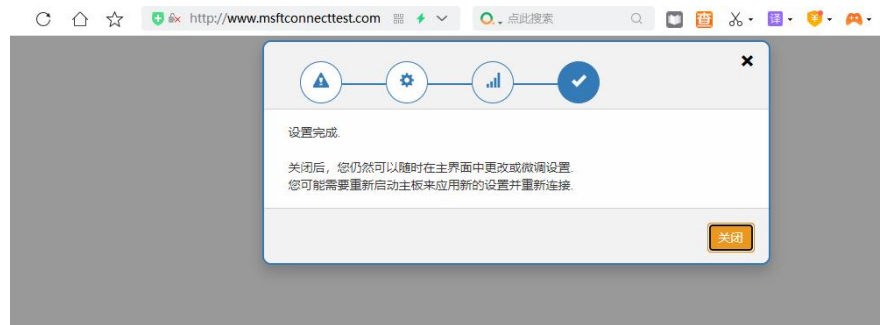 http://www.msftconnecttest.com
点此搜索
查
译
设置完成.
关闭后，您仍然可以随时在主界面中更改或微调设置.
您可能需要重新启动主板来应用新的设置并重新连接.
关闭